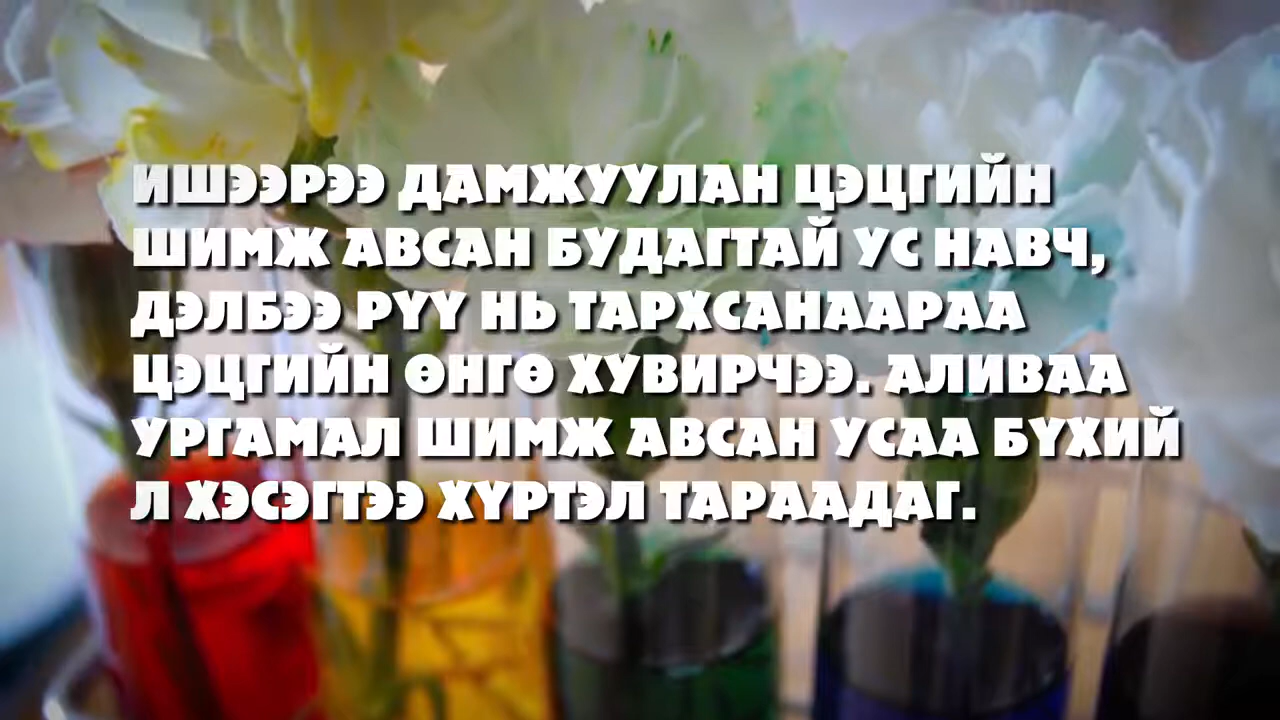 ИШЭЭРЭЭ ДАМЖУУЛАН ЦЭЦГИЙН
ШИМЖ АВСАН БУДАГТАЙ УС НАВЧ,
ДЭЛБЭЭ РҮҮ НЬ ТАРХСАНААРАА
ЦЭЦГИЙН ӨНГӨ ХУВИРЧЭЭ. АЛИВАА
УРГАМАЛ ШИМЖ АВСАН УСАА БҮХИЙ
Л ХЭСЭГТЭЭ ХҮРТЭЛ ТАРААДАГ.